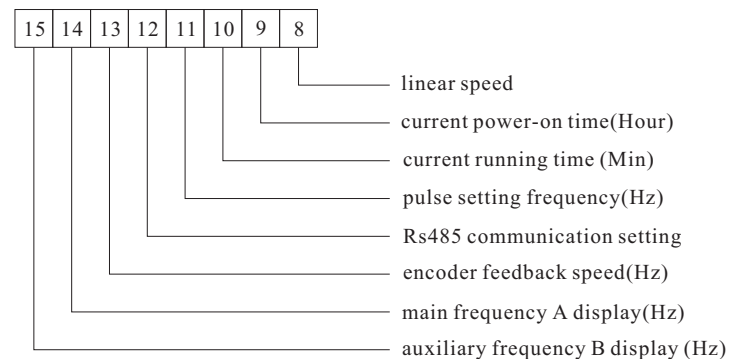 15 14 13 12 11 10 9 8
linear speed
current power-on time(Hour)
current running time (Min)
pulse setting frequency(Hz)
Rs485 communication setting
encoder feedback speed(Hz)
main frequency A display(Hz)
auxiliary frequency B display (Hz)